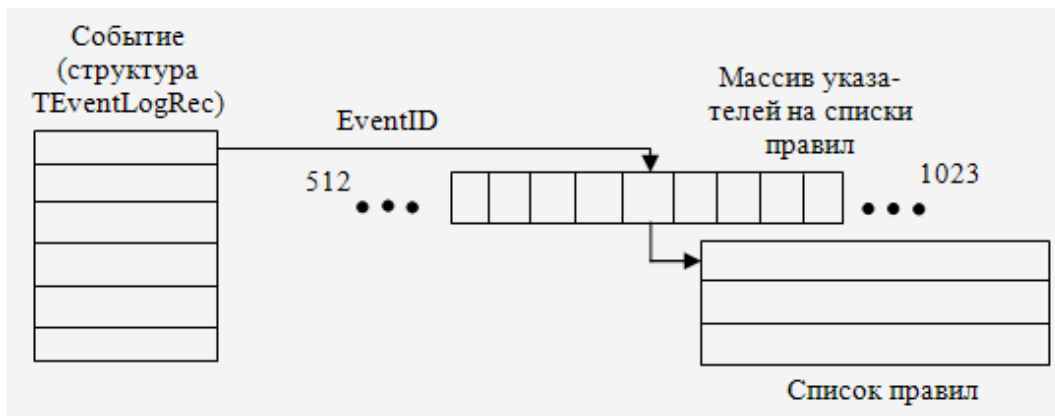 Событие
(структура
TEventLogRec)
EventID
Массив указа-
телей на списки
правил
512
1023
Список правил